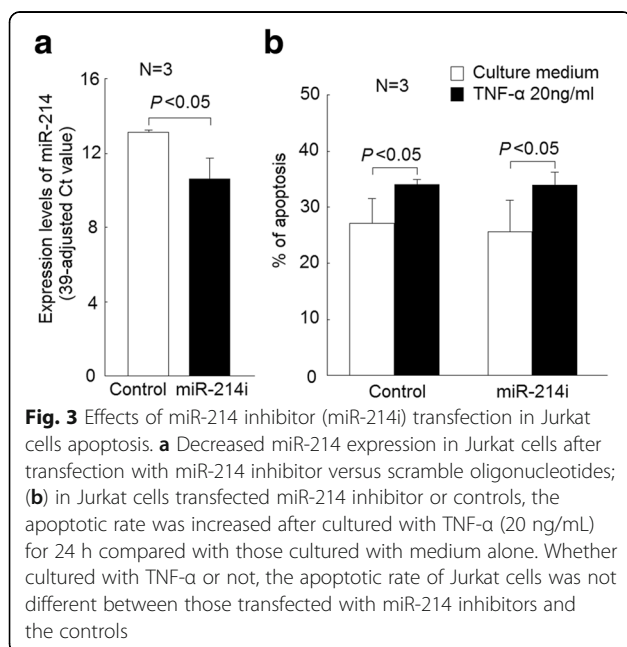 a
b
N=3
P<0.05
Expression levels of miR-214
(39-adjusted Ct value)
16
12
8
4
0
Control miR-214i
N=3
Culture medium
TNF-α 20ng/ml
P<0.05
P<0.05
% of apoptosis
50
40
30
20
10
0
Control
miR-214i
Fig. 3 Effects of miR-214 inhibitor (miR-214i) transfection in Jurkat
cells apoptosis. a Decreased miR-214 expression in Jurkat cells after
transfection with miR-214 inhibitor versus scramble oligonucleotides;
(b) in Jurkat cells transfected miR-214 inhibitor or controls, the
apoptotic rate was increased after cultured with TNF-α (20 ng/mL)
for 24 h compared with those cultured with medium alone. Whether
cultured with TNF-α or not, the apoptotic rate of Jurkat cells was not
different between those transfected with miR-214 inhibitors and
the controls